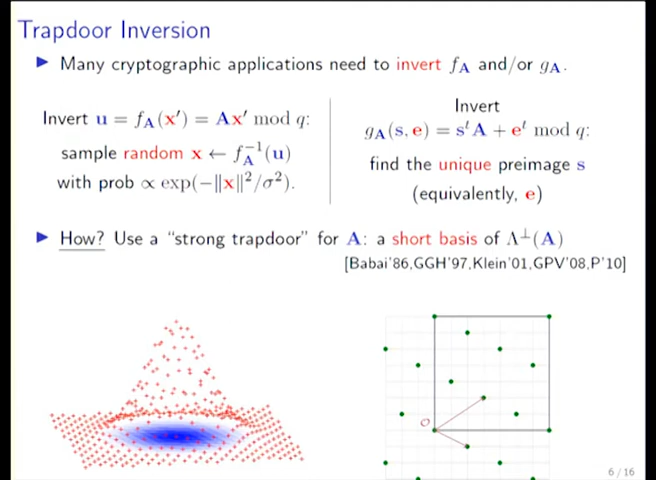 Trapdoor Inversion
▶ Many cryptographic applications need to invert f_A and/or g_A.
Invert u = f_A(x′) = Ax′ mod q:
sample random x ← f_A^{-1}(u)
with prob ∝ exp(−‖x‖²/σ²).
Invert
g_A(s, e) = s^t A + e^t mod q:
find the unique preimage s
(equivalently, e)
▶ How? Use a “strong trapdoor” for A: a short basis of Λ^⊥(A)
[Babai'86,GGH'97,Klein'01,GPV'08,P'10]
O
6 / 16